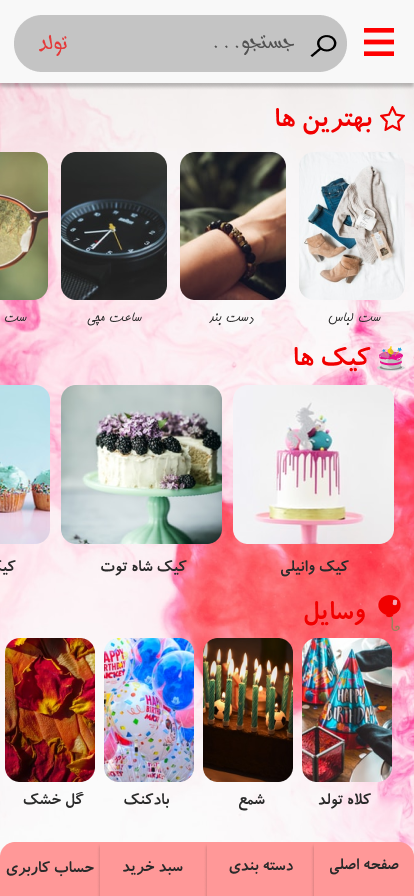 جستجو... تولد
بهترین ها
ست لباس دست بند ساعت مچی ست
کیک ها
کیک وانیلی کیک شاه توت
وسایل
HAPPY BIRTHDAY
کلاه تولد شمع بادکنک گل خشک
صفحه اصلی دسته بندی سبد خرید حساب کاربری